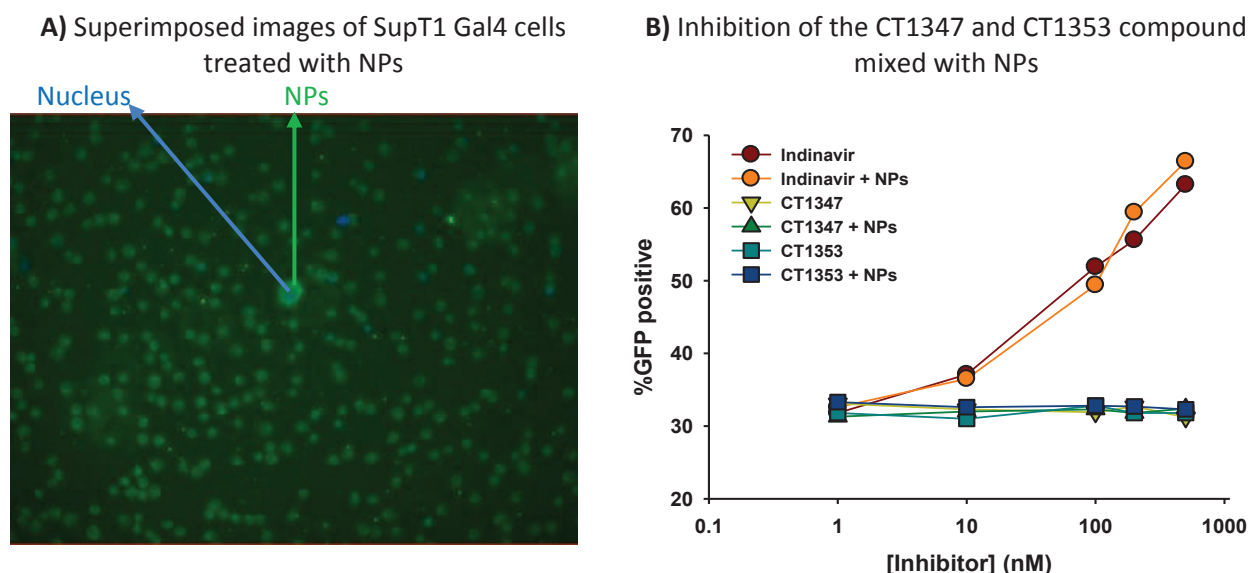 A) Superimposed images of SupT1 Gal4 cells
treated with NPs
Nucleus
NPs
B) Inhibition of the CT1347 and CT1353 compound
mixed with NPs
70
60
50
40
30
20
%GFP positive
Indinavir
Indinavir + NPs
CT1347
CT1347 + NPs
CT1353
CT1353 + NPs
0.1
1
10
100
1000
[Inhibitor] (nM)